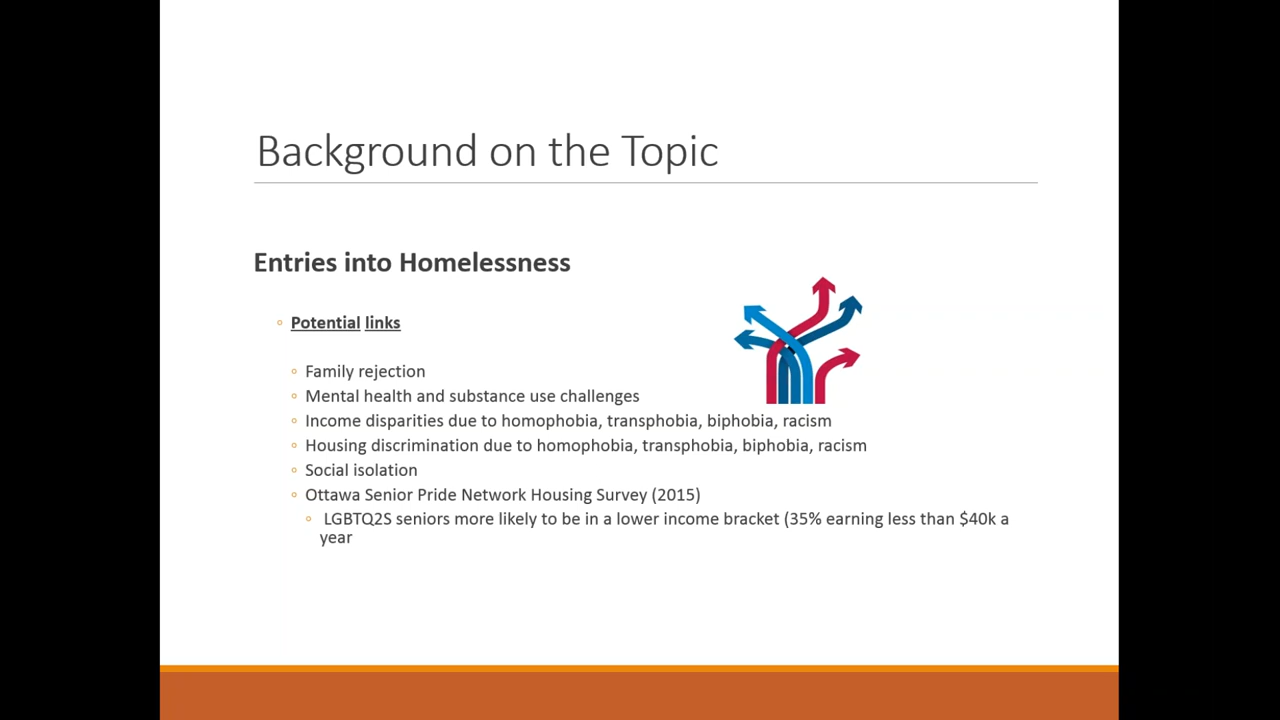 Background on the Topic
Entries into Homelessness
Potential links
Family rejection
Mental health and substance use challenges
Income disparities due to homophobia, transphobia, biphobia, racism
Housing discrimination due to homophobia, transphobia, biphobia, racism
Social isolation
Ottawa Senior Pride Network Housing Survey (2015)
LGBTQ2S seniors more likely to be in a lower income bracket (35% earning less than $40k a
year